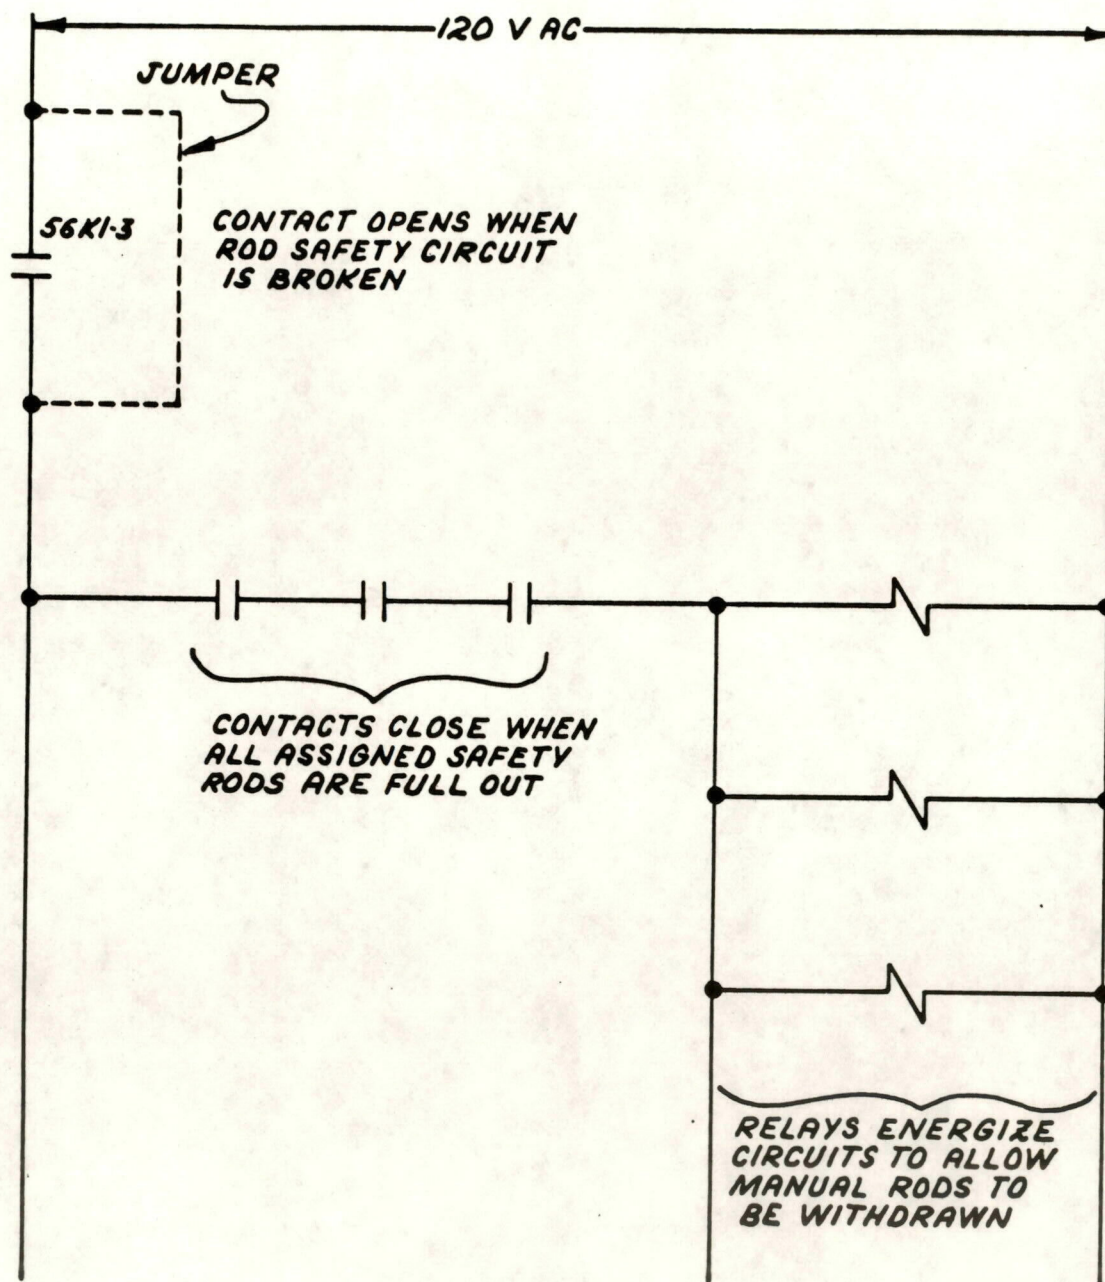 120 V AC
JUMPER
56K1-3
CONTACT OPENS WHEN
ROD SAFETY CIRCUIT
IS BROKEN
CONTACTS CLOSE WHEN
ALL ASSIGNED SAFETY
RODS ARE FULL OUT
RELAYS ENERGIZE
CIRCUITS TO ALLOW
MANUAL RODS TO
BE WITHDRAWN